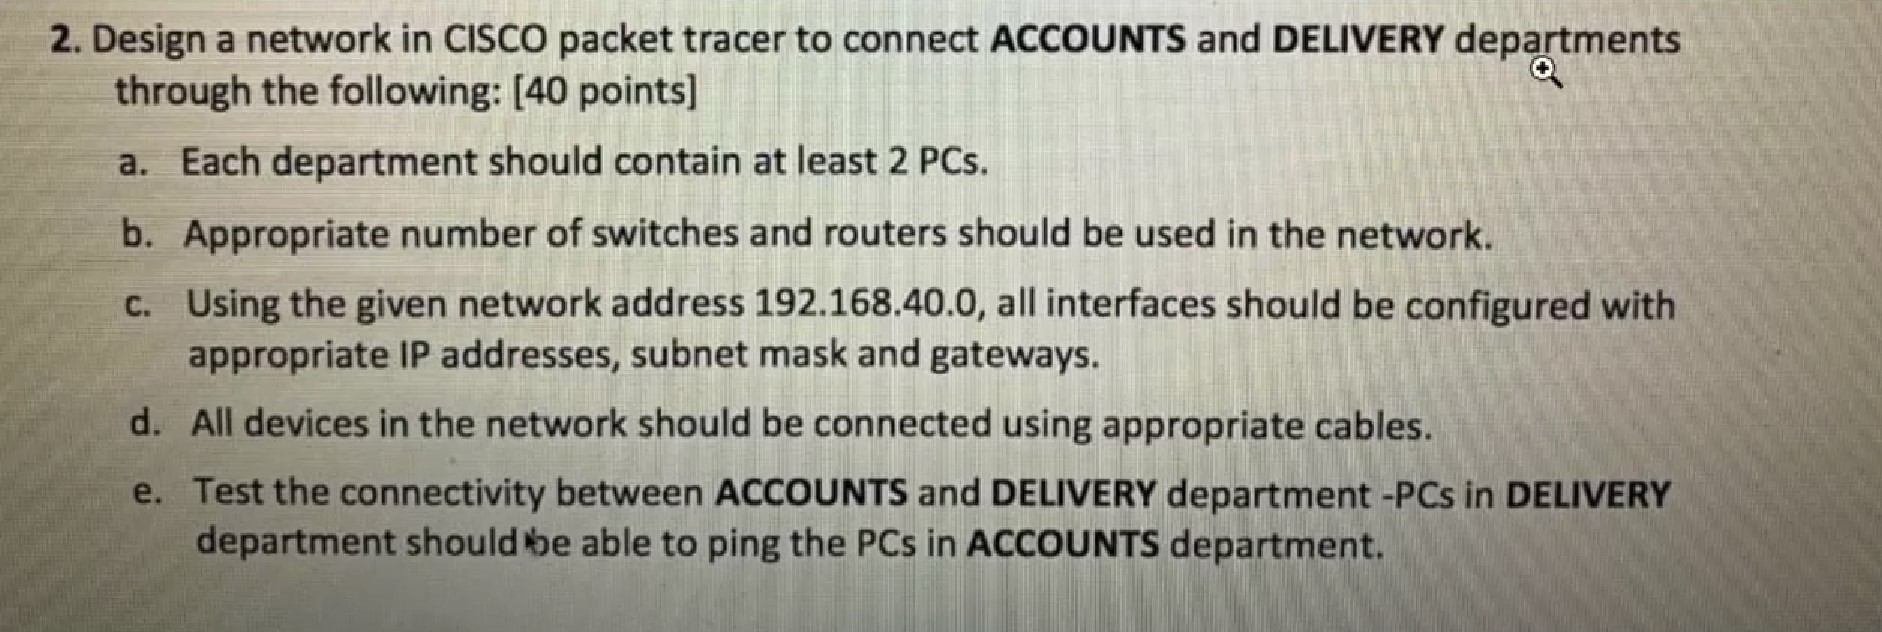 2. Design a network in CISCO packet tracer to connect ACCOUNTS and DELIVERY departments
through the following: [40 points]
a. Each department should contain at least 2 PCs.
b. Appropriate number of switches and routers should be used in the network.
c. Using the given network address 192.168.40.0, all interfaces should be configured with
appropriate IP addresses, subnet mask and gateways.
d. All devices in the network should be connected using appropriate cables.
e. Test the connectivity between ACCOUNTS and DELIVERY department -PCs in DELIVERY
department should be able to ping the PCs in ACCOUNTS department.